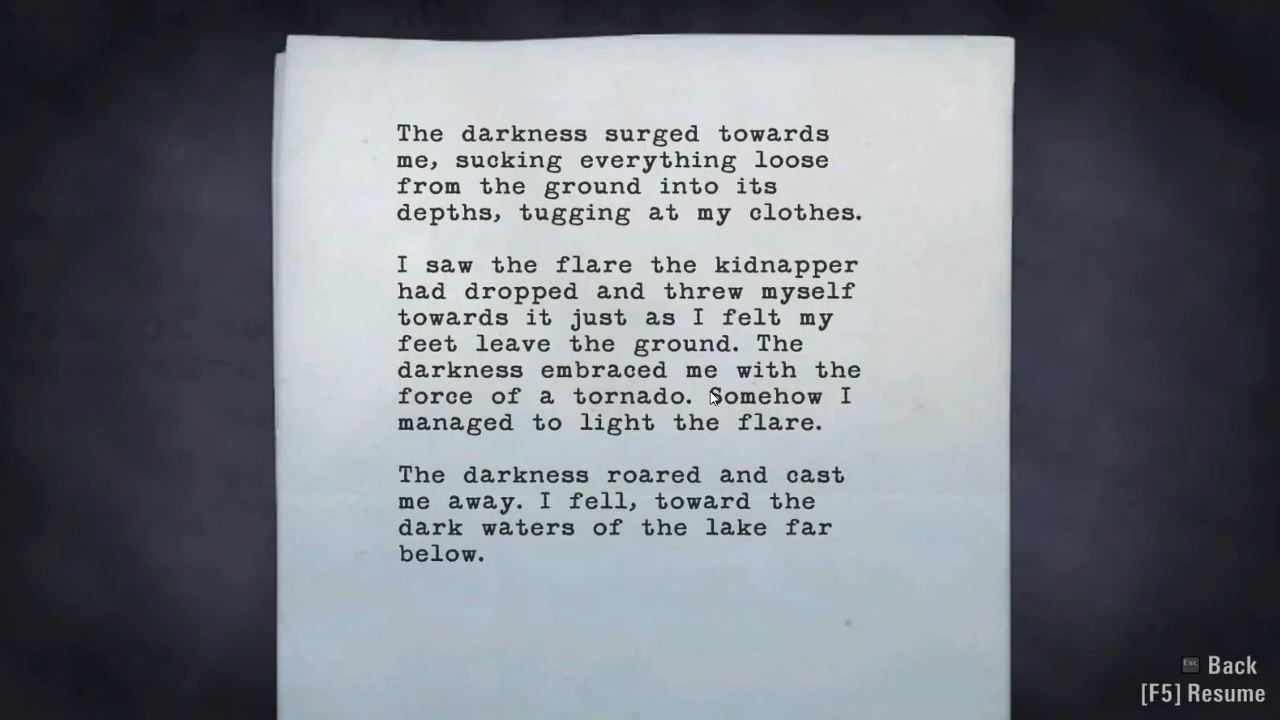 The darkness surged towards
me, sucking everything loose
from the ground into its
depths, tugging at my clothes.
I saw the flare the kidnapper
had dropped and threw myself
towards it just as I felt my
feet leave the ground. The
darkness embraced me with the
force of a tornado. Somehow I
managed to light the flare.
The darkness roared and cast
me away. I fell, toward the
dark waters of the lake far
below.
Esc Back
[F5] Resume